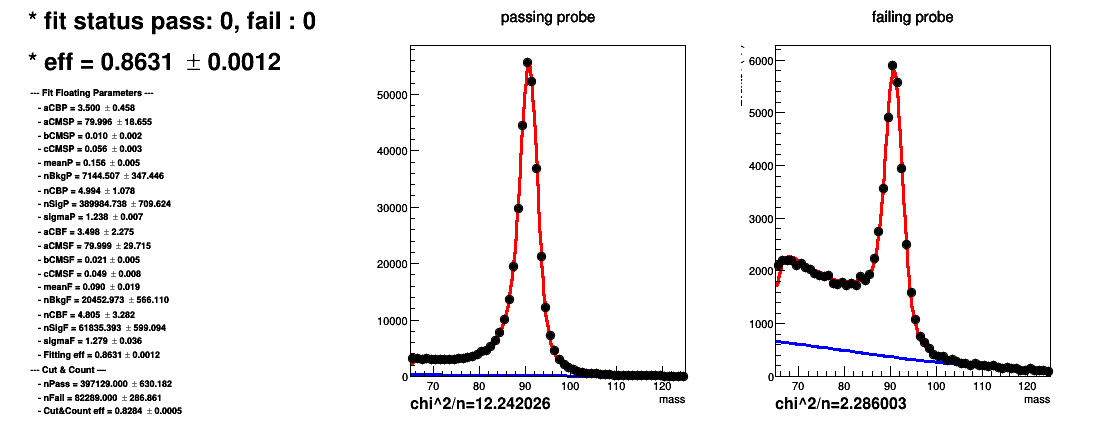 * fit status pass: 0, fail : 0
* eff = 0.8631 ± 0.0012
--- Fit Floating Parameters ---
- aCBP = 3.500 ± 0.458
- aCMSP = 79.996 ± 18.655
- bCMSP = 0.010 ± 0.002
- cCMSP = 0.056 ± 0.003
- meanP = 0.156 ± 0.005
- nBkgP = 7144.507 ± 347.446
- nCBP = 4.994 ± 1.078
- nSigP = 389984.738 ± 709.624
- sigmaP = 1.238 ± 0.007
- aCBF = 3.498 ± 2.275
- aCMSF = 79.999 ± 29.715
- bCMSF = 0.021 ± 0.005
- cCMSF = 0.049 ± 0.008
- meanF = 0.090 ± 0.019
- nBkgF = 20452.973 ± 566.110
- nCBF = 4.805 ± 3.282
- nSigF = 61835.393 ± 599.094
- sigmaF = 1.279 ± 0.036
- Fitting eff = 0.8631 ± 0.0012
--- Cut & Count ---
- nPass = 397129.000 ± 630.182
- nFail = 82289.000 ± 286.861
- Cut&Count eff = 0.8284 ± 0.0005
passing probe
50000
40000
30000
20000
10000
0
70 80 90 100 110 120
mass
chi^2/n=12.242026
failing probe
6000
5000
4000
3000
2000
1000
0
70 80 90 100 110 120
mass
chi^2/n=2.286003